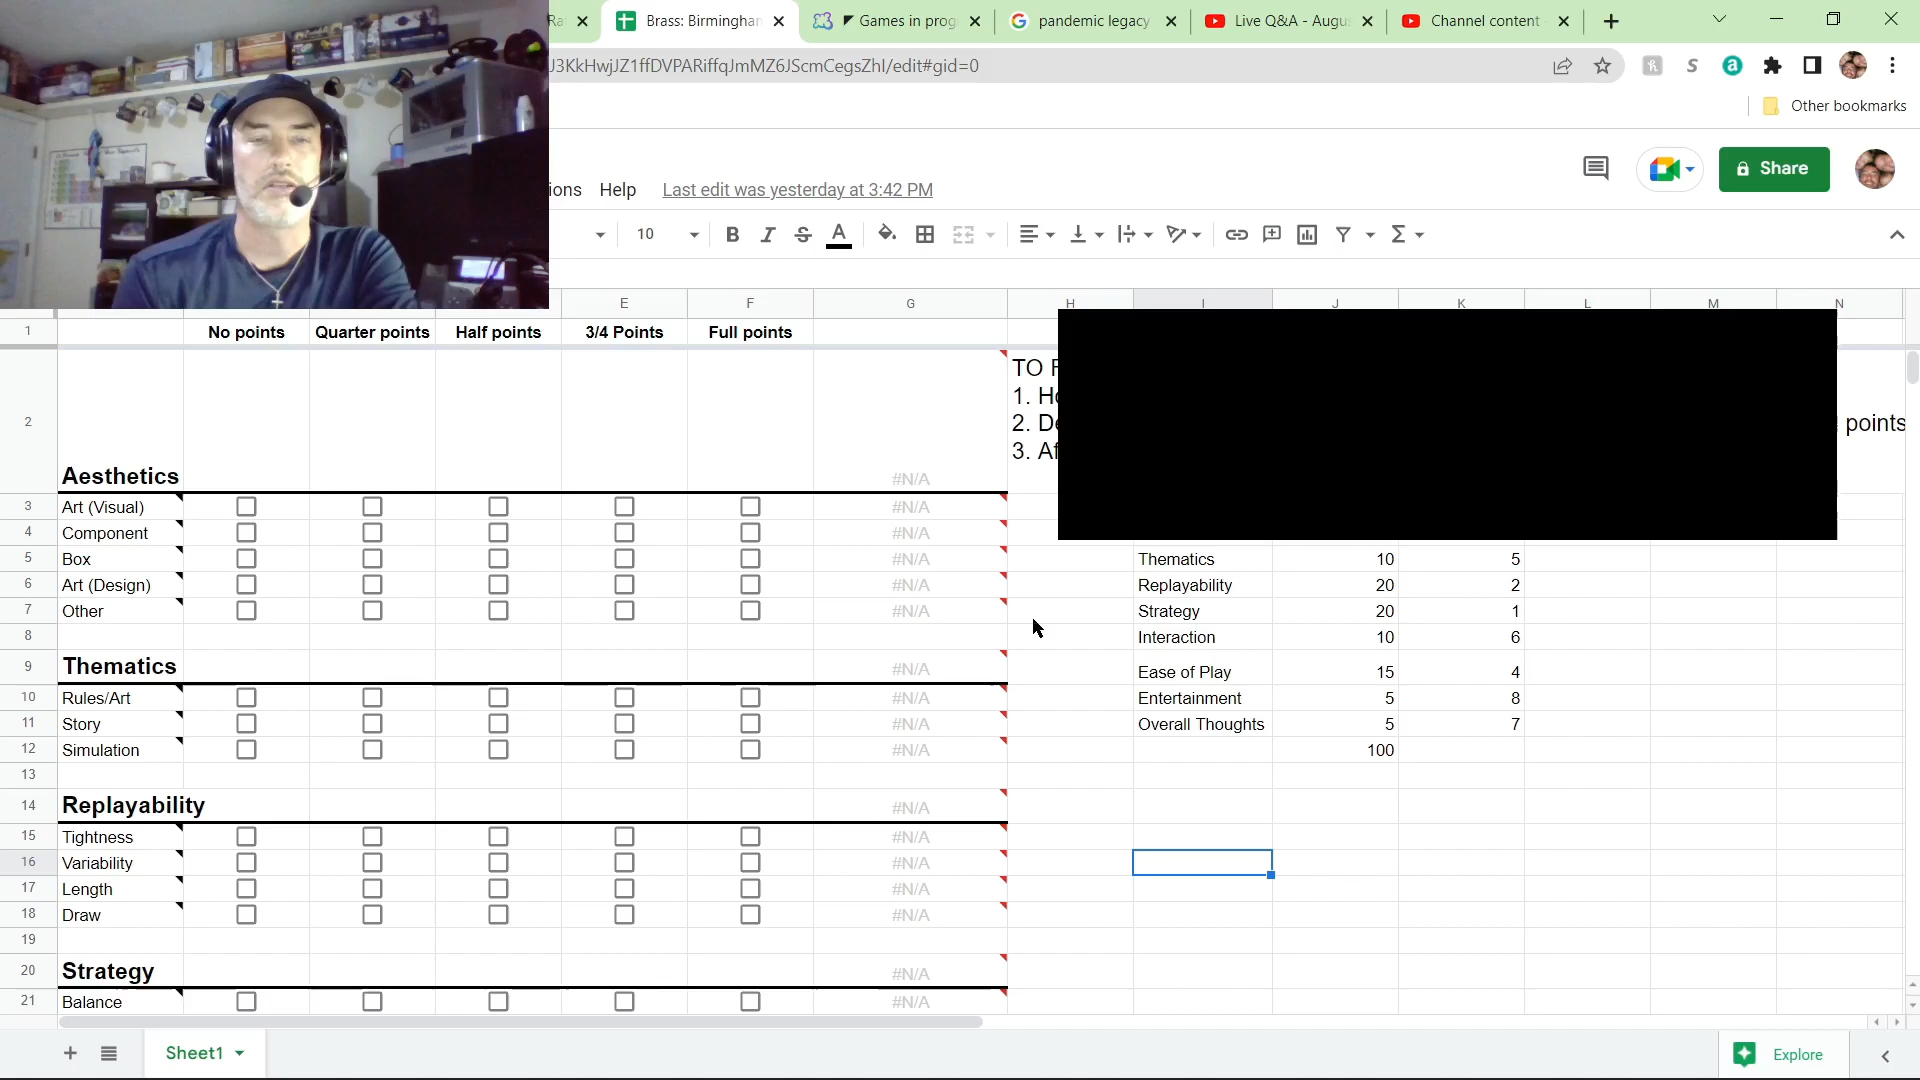 Brass: Birminghan
Games in prog
pandemic legacy
Live Q&A - Augu
Channel content
J3KkHwjJZ1ffDVPARiffqJmMZ6JScmCegsZhI/edit#gid=0
Other bookmarks
Share
ions Help Last edit was yesterday at 3:42 PM
10
E F G H I J K L M N
1 No points Quarter points Half points 3/4 Points Full points
TO F
1. Ho
2 2. De points
3. Af
Aesthetics #N/A
3 Art (Visual) #N/A
4 Component #N/A
5 Box #N/A Thematics 10 5
6 Art (Design) #N/A Replayability 20 2
7 Other #N/A Strategy 20 1
8 Interaction 10 6
9 Thematics #N/A Ease of Play 15 4
10 Rules/Art #N/A Entertainment 5 8
11 Story #N/A Overall Thoughts 5 7
12 Simulation #N/A 100
13
14 Replayability #N/A
15 Tightness #N/A
16 Variability #N/A
17 Length #N/A
18 Draw #N/A
19
20 Strategy #N/A
21 Balance #N/A
Sheet1
Explore